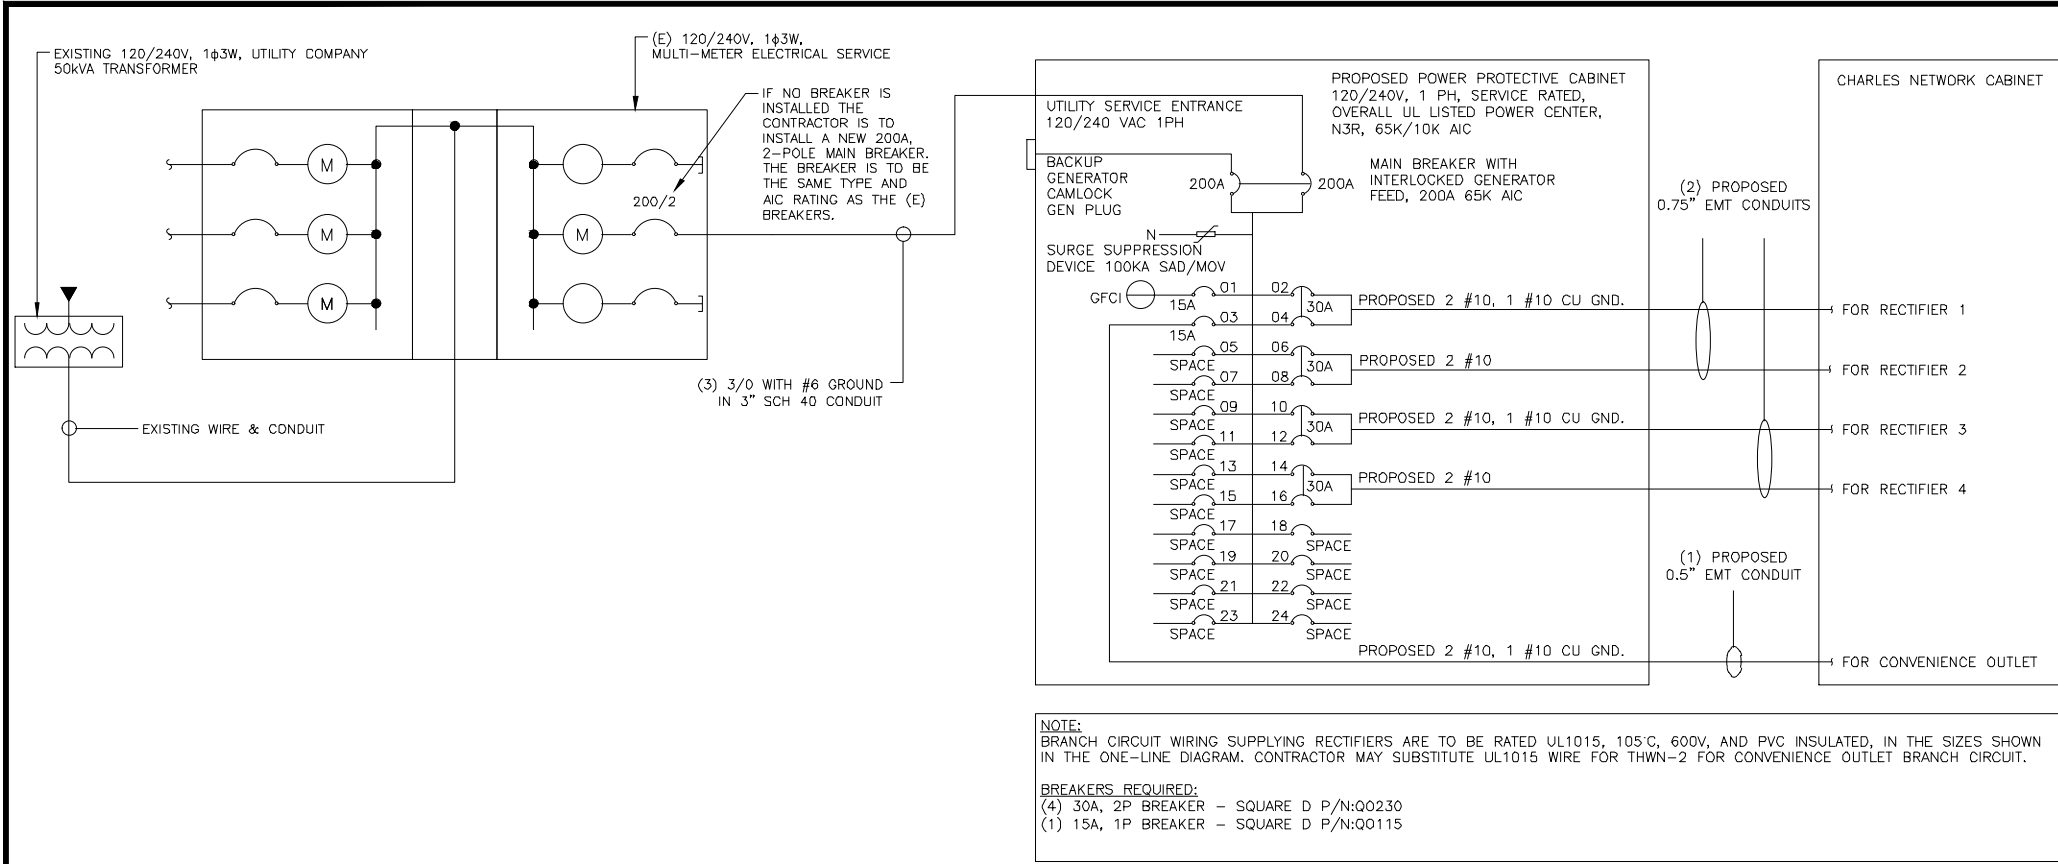 EXISTING 120/240V, 1ϕ3W, UTILITY COMPANY
50kVA TRANSFORMER
(E) 120/240V, 1ϕ3W,
MULTI-METER ELECTRICAL SERVICE
IF NO BREAKER IS
INSTALLED THE
CONTRACTOR IS TO
INSTALL A NEW 200A,
2-POLE MAIN BREAKER.
THE BREAKER IS TO BE
THE SAME TYPE AND
AIC RATING AS THE (E)
BREAKERS.
200/2
M
M
M
M
(3) 3/0 WITH #6 GROUND
IN 3" SCH 40 CONDUIT
EXISTING WIRE & CONDUIT
UTILITY SERVICE ENTRANCE
120/240 VAC 1PH
PROPOSED POWER PROTECTIVE CABINET
120/240V, 1 PH, SERVICE RATED,
OVERALL UL LISTED POWER CENTER,
N3R, 65K/10K AIC
BACKUP
GENERATOR
CAMLOCK
GEN PLUG
200A
200A
MAIN BREAKER WITH
INTERLOCKED GENERATOR
FEED, 200A 65K AIC
N
SURGE SUPPRESSION
DEVICE 100KA SAD/MOV
GFCI
15A 01 02 30A PROPOSED 2 #10, 1 #10 CU GND.
15A 03 04
SPACE 05 06 30A PROPOSED 2 #10
SPACE 07 08
SPACE 09 10 30A PROPOSED 2 #10, 1 #10 CU GND.
SPACE 11 12
SPACE 13 14 30A PROPOSED 2 #10
SPACE 15 16
SPACE 17 18 SPACE
SPACE 19 20 SPACE
SPACE 21 22 SPACE
SPACE 23 24 SPACE
PROPOSED 2 #10, 1 #10 CU GND.
(2) PROPOSED
0.75" EMT CONDUITS
(1) PROPOSED
0.5" EMT CONDUIT
CHARLES NETWORK CABINET
FOR RECTIFIER 1
FOR RECTIFIER 2
FOR RECTIFIER 3
FOR RECTIFIER 4
FOR CONVENIENCE OUTLET
NOTE:
BRANCH CIRCUIT WIRING SUPPLYING RECTIFIERS ARE TO BE RATED UL1015, 105°C, 600V, AND PVC INSULATED, IN THE SIZES SHOWN
IN THE ONE-LINE DIAGRAM. CONTRACTOR MAY SUBSTITUTE UL1015 WIRE FOR THWN-2 FOR CONVENIENCE OUTLET BRANCH CIRCUIT.
BREAKERS REQUIRED:
(4) 30A, 2P BREAKER - SQUARE D P/N:QO230
(1) 15A, 1P BREAKER - SQUARE D P/N:QO115